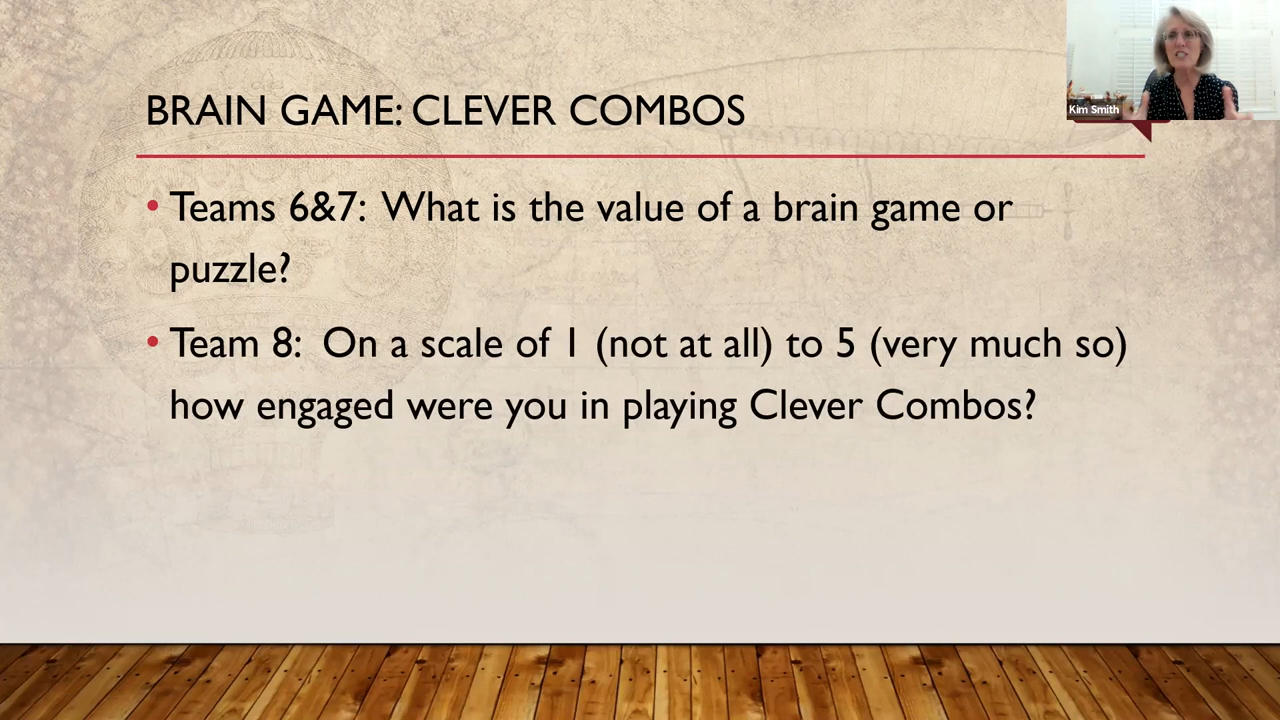 Kim Smith
BRAIN GAME: CLEVER COMBOS
• Teams 6&7:  What is the value of a brain game or
puzzle?
• Team 8:  On a scale of 1 (not at all) to 5 (very much so)
how engaged were you in playing Clever Combos?